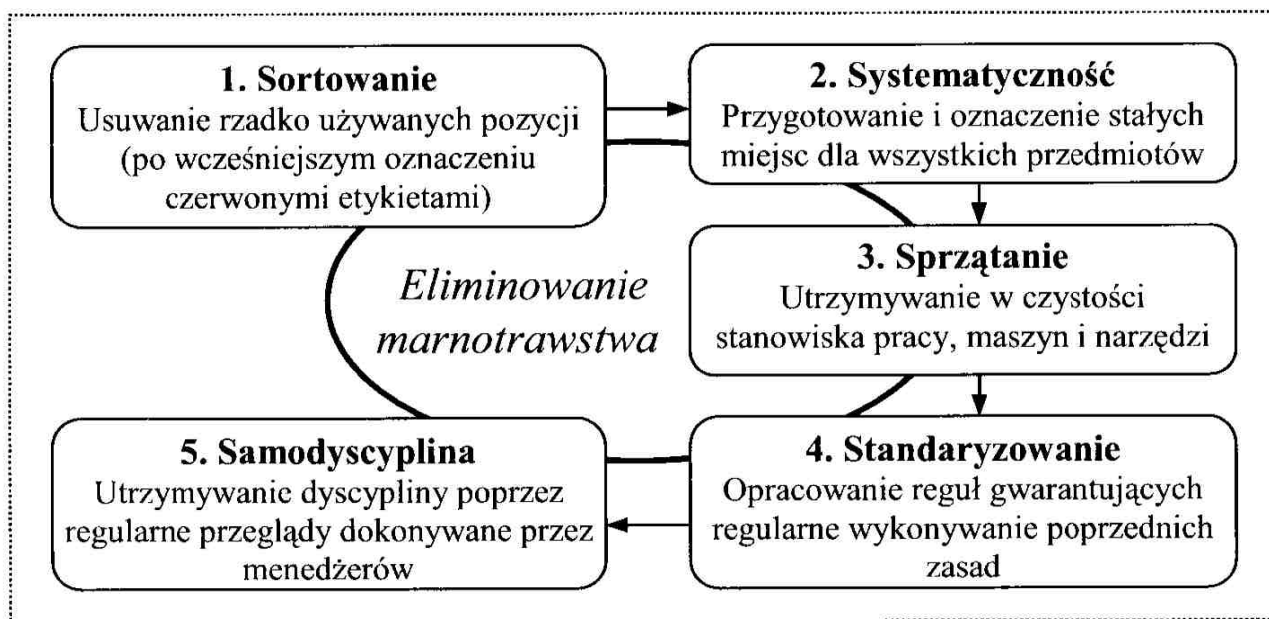 1. Sortowanie
Usuwanie rzadko używanych pozycji
(po wcześniejszym oznaczeniu
czerwonymi etykietami)
2. Systematyczność
Przygotowanie i oznaczenie stałych
miejsc dla wszystkich przedmiotów
3. Sprzątanie
Utrzymywanie w czystości
stanowiska pracy, maszyn i narzędzi
Eliminowanie
marnotrawstwa
4. Standaryzowanie
Opracowanie reguł gwarantujących
regularne wykonywanie poprzednich
zasad
5. Samodyscyplina
Utrzymywanie dyscypliny poprzez
regularne przeglądy dokonywane przez
menedżerów